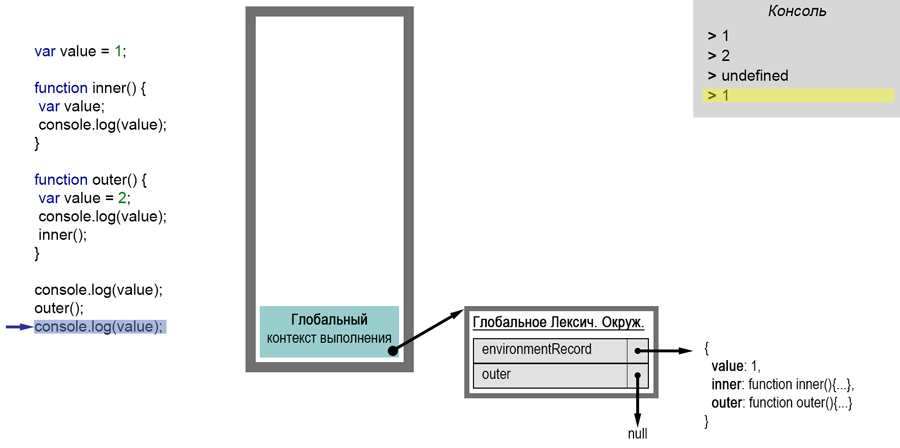 var value = 1;
function inner() {
var value;
console.log(value);
}
function outer() {
var value = 2;
console.log(value);
inner();
}
console.log(value);
outer();
console.log(value);
Глобальный
контекст выполнения
Глобальное Лексич. Окруж.
environmentRecord
outer
null
{
value: 1,
inner: function inner(){...},
outer: function outer(){...}
}
Консоль
> 1
> 2
> undefined
> 1